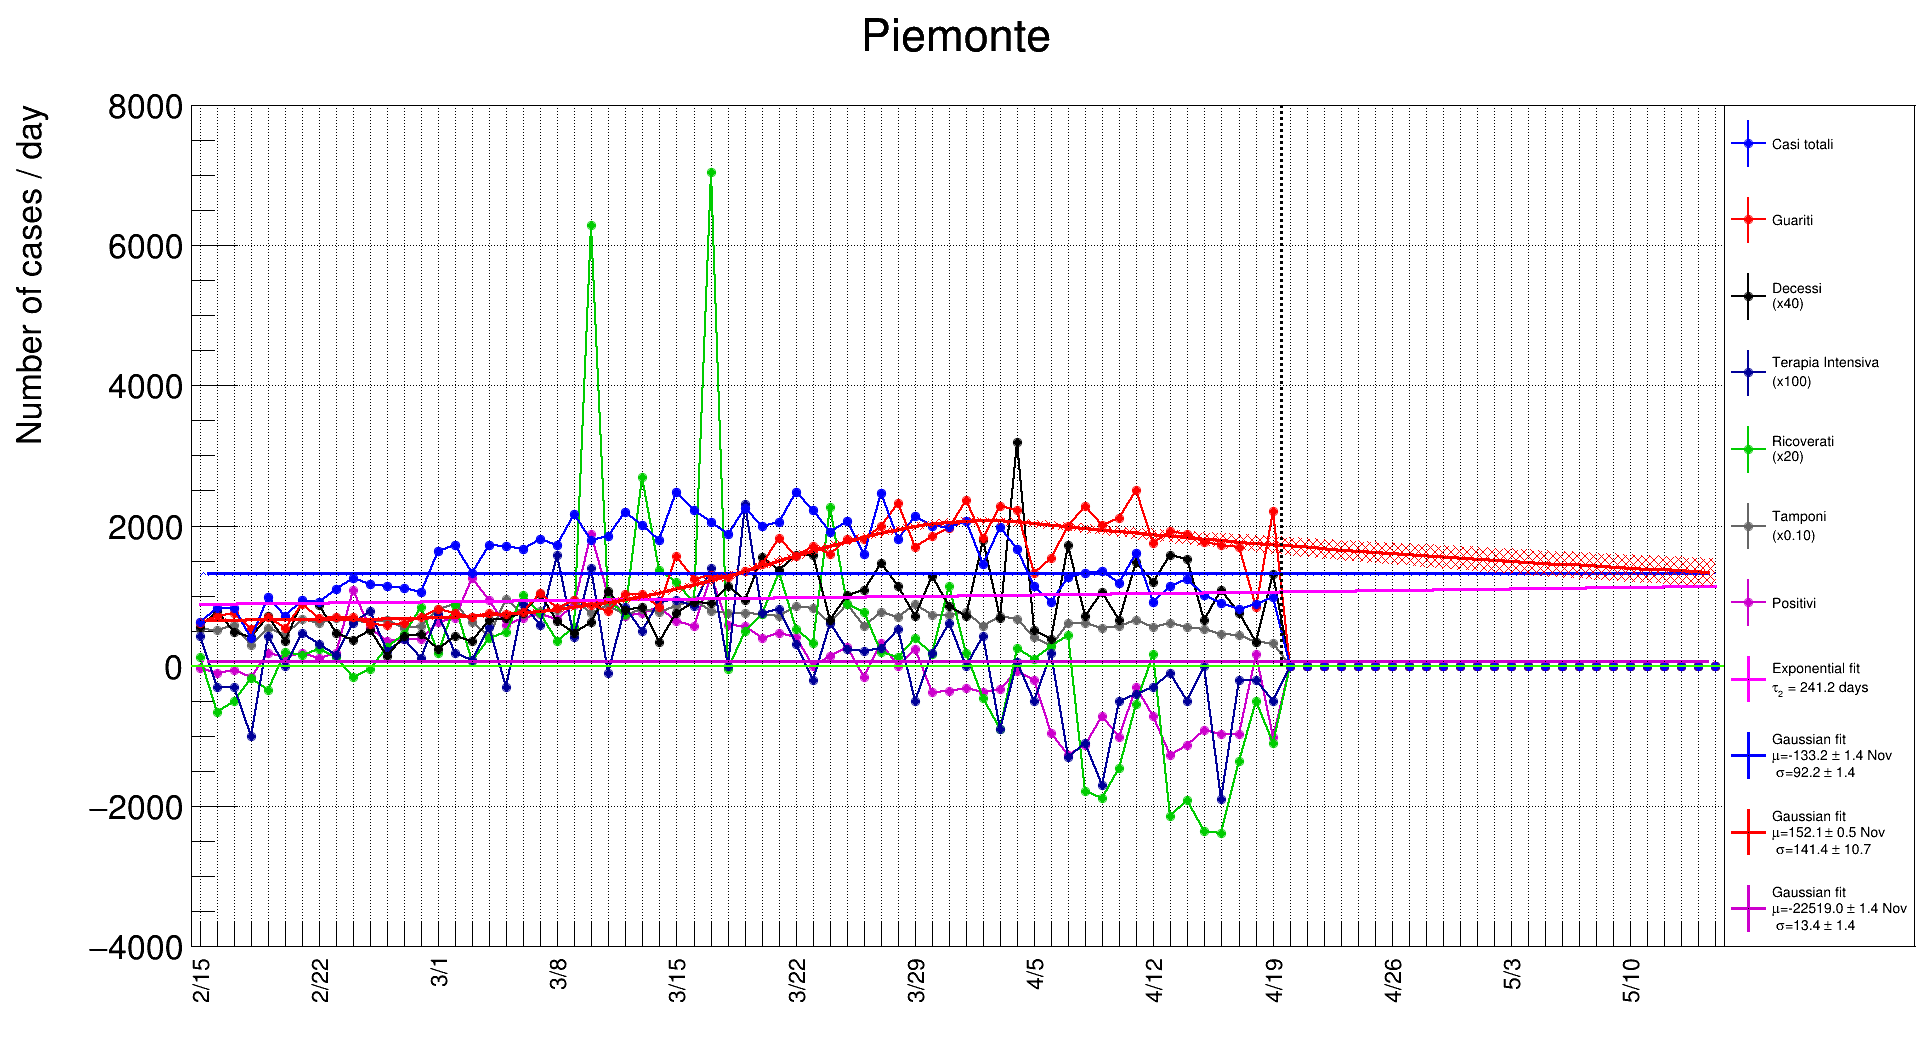 Piemonte
Number of cases / day
8000
6000
4000
2000
0
−2000
−4000
2/15
2/22
3/1
3/8
3/15
3/22
3/29
4/5
4/12
4/19
4/26
5/3
5/10
Casi totali
Guariti
Decessi
(x40)
Terapia Intensiva
(x100)
Ricoverati
(x20)
Tamponi
(x0.10)
Positivi
Exponential fit
τ₂ = 241.2 days
Gaussian fit
μ=-133.2 ± 1.4 Nov
σ=92.2 ± 1.4
Gaussian fit
μ=152.1 ± 0.5 Nov
σ=141.4 ± 10.7
Gaussian fit
μ=-22519.0 ± 1.4 Nov
σ=13.4 ± 1.4